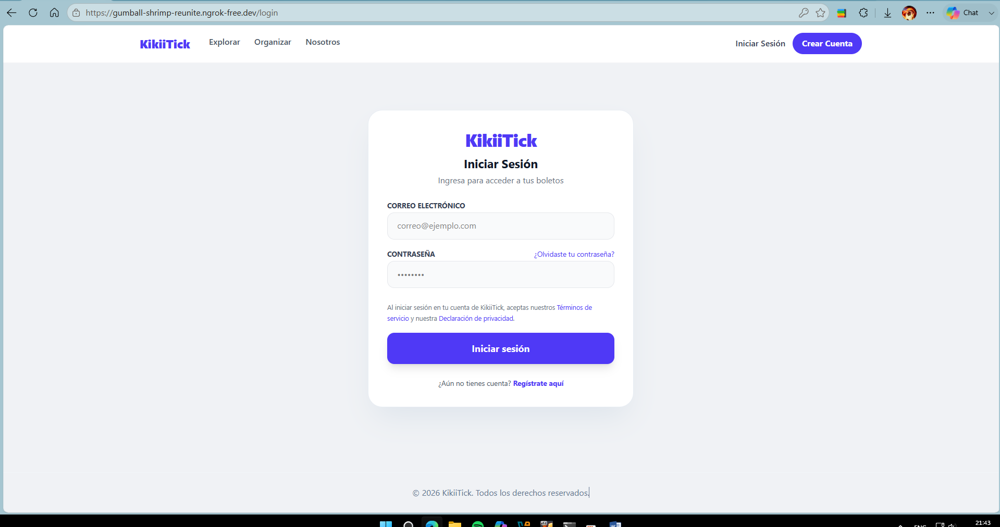 https://gumball-shrimp-reunite.ngrok-free.dev/login
Chat
KikiiTick
Explorar
Organizar
Nosotros
Iniciar Sesión
Crear Cuenta
KikiiTick
Iniciar Sesión
Ingresa para acceder a tus boletos
CORREO ELECTRÓNICO
correo@ejemplo.com
CONTRASEÑA
¿Olvidaste tu contraseña?
••••••••
Al iniciar sesión en tu cuenta de KikiiTick, aceptas nuestros Términos de
servicio y nuestra Declaración de privacidad.
Iniciar sesión
¿Aún no tienes cuenta? Regístrate aquí
© 2026 KikiiTick. Todos los derechos reservados.
21:43